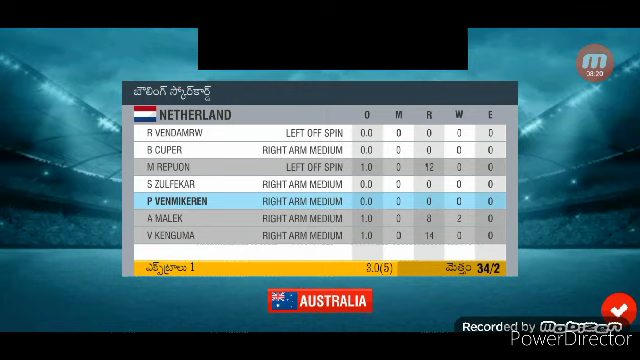 08:20
బౌలింగ్ స్కోర్‌కార్డ్
NETHERLAND O M R W E
R VENDAMRW LEFT OFF SPIN 0.0 0 0 0 0
B CUPER RIGHT ARM MEDIUM 0.0 0 0 0 0
M REPUON LEFT OFF SPIN 1.0 0 12 0 0
S ZULFEKAR RIGHT ARM MEDIUM 0.0 0 0 0 0
P VENMIKEREN RIGHT ARM MEDIUM 0.0 0 0 0 0
A MALEK RIGHT ARM MEDIUM 1.0 0 8 2 0
V KENGUMA RIGHT ARM MEDIUM 1.0 0 14 0 0
ఎక్స్‌ట్రాలు 1 3.0(5) మొత్తం 34/2
AUSTRALIA
Recorded by
PowerDirector